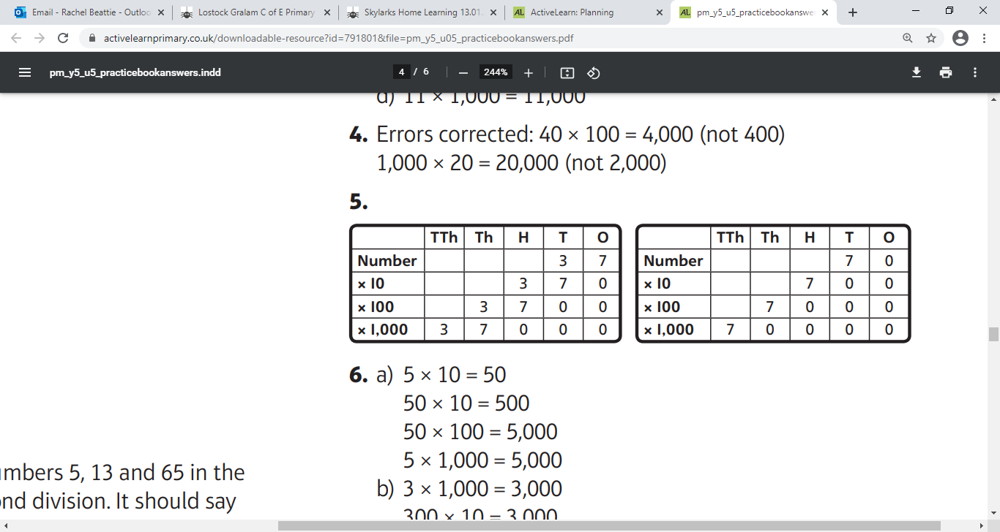 Email - Rachel Beattie - Outloo
Lostock Gralam C of E Primary
Skylarks Home Learning 13.01.
ActiveLearn: Planning
pm_y5_u5_practicebookanswe
activelearnprimary.co.uk/downloadable-resource?id=791801&file=pm_y5_u05_practicebookanswers.pdf
pm_y5_u5_practicebookanswers.indd
4 / 6
244%
d) 11 × 1,000 = 11,000
4. Errors corrected: 40 × 100 = 4,000 (not 400)
1,000 × 20 = 20,000 (not 2,000)
5.
TTh Th H T O
Number 3 7
× 10 3 7 0
× 100 3 7 0 0
× 1,000 3 7 0 0 0
TTh Th H T O
Number 7 0
× 10 7 0 0
× 100 7 0 0 0
× 1,000 7 0 0 0 0
6. a) 5 × 10 = 50
50 × 10 = 500
50 × 100 = 5,000
5 × 1,000 = 5,000
b) 3 × 1,000 = 3,000
300 × 10 = 3,000
mbers 5, 13 and 65 in the
nd division. It should say